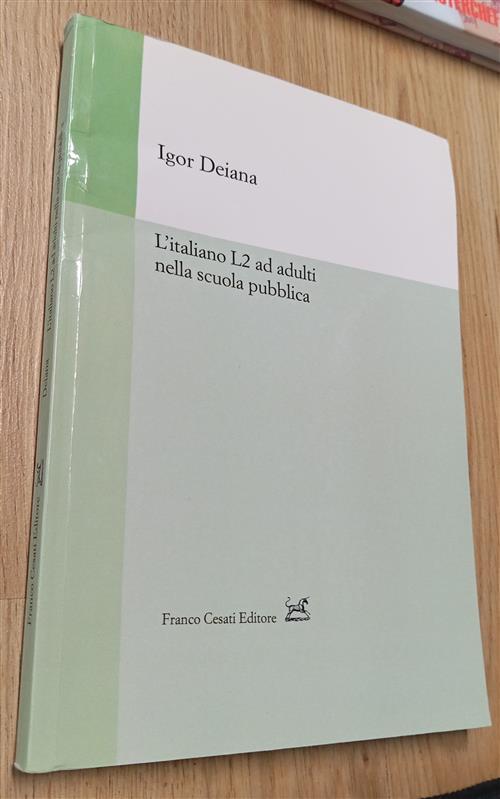 Igor Deiana
L'italiano L2 ad adulti
nella scuola pubblica
Franco Cesati Editore
Deiana
L'italiano L2 ad adulti nella scuola pubblica
Franco Cesati Editore